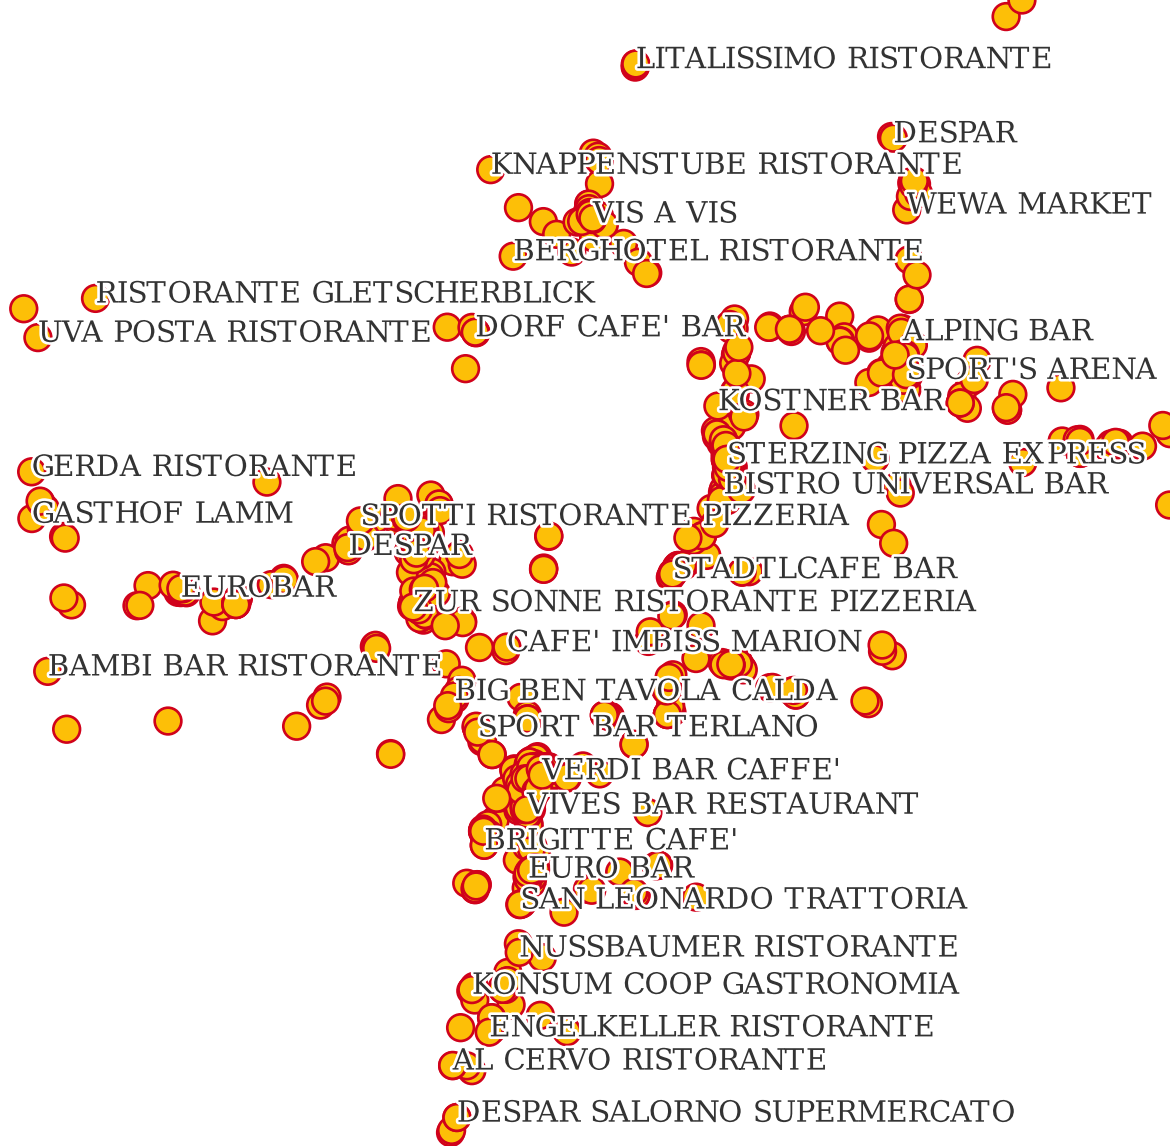 LITALISSIMO RISTORANTE
DESPAR
KNAPPENSTUBE RISTORANTE
WEWA MARKET
VIS A VIS
BERGHOTEL RISTORANTE
RISTORANTE GLETSCHERBLICK
UVA POSTA RISTORANTE
DORF CAFE' BAR
ALPING BAR
SPORT'S ARENA
KOSTNER BAR
STERZING PIZZA EXPRESS
GERDA RISTORANTE
BISTRO UNIVERSAL BAR
GASTHOF LAMM
SPOTTI RISTORANTE PIZZERIA
DESPAR
STADTLCAFE BAR
EUROBAR
ZUR SONNE RISTORANTE PIZZERIA
CAFE' IMBISS MARION
BAMBI BAR RISTORANTE
BIG BEN TAVOLA CALDA
SPORT BAR TERLANO
VERDI BAR CAFFE'
VIVES BAR RESTAURANT
BRIGITTE CAFE'
EURO BAR
SAN LEONARDO TRATTORIA
NUSSBAUMER RISTORANTE
KONSUM COOP GASTRONOMIA
ENGELKELLER RISTORANTE
AL CERVO RISTORANTE
DESPAR SALORNO SUPERMERCATO